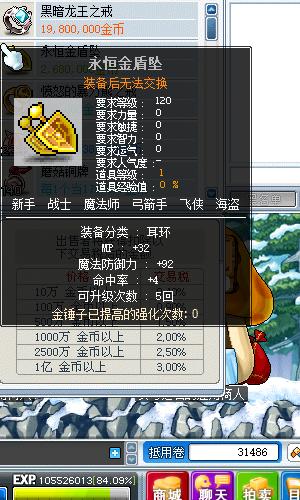 黑暗龙王之戒
19,800,000金币
永恒金盾坠
装备后无法交换
要求等级： 120
要求力量： 0
要求敏捷： 0
要求智力： 0
要求运气： 0
要求人气度： -
道具等级： 1
道具经验值： 0 %
新手 战士 魔法师 弓箭手 飞侠 海盗
装备分类 : 耳环
MP : +32
魔法防御力 : +92
命中率 : +4
可升级次数 : 5回
金锤子已提高的强化次数: 0
1000万 金币以上 2,00%
2500万 金币以上 2,50%
1亿 金币以上 3,00%
抵用卷 31486
EXP 105526013[84.09%]
商城 聊天 拍卖